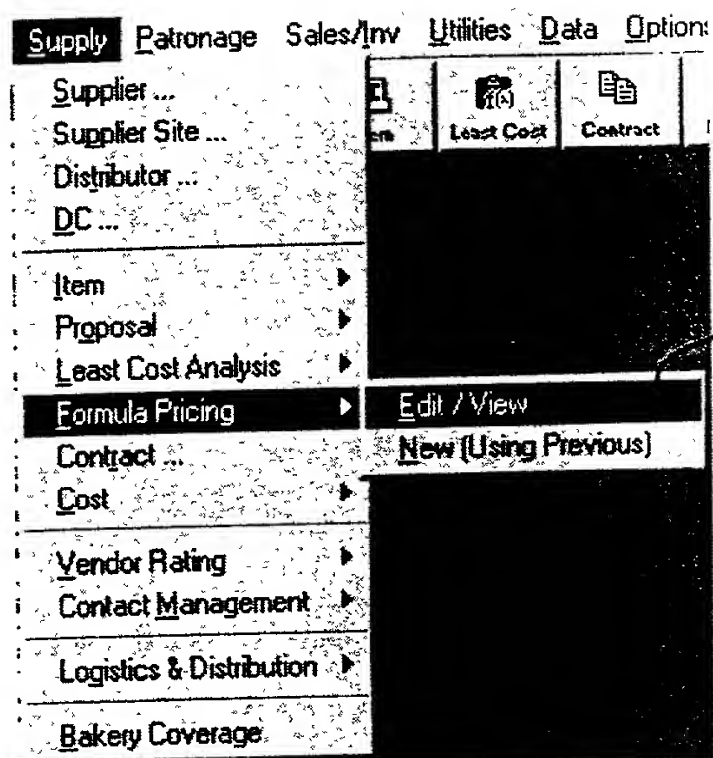 Supply Patronage Sales/Inv Utilities Data
Supplier ...
Supplier Site ...
Distributor ...
DC ...
Least Cost
Contract
Item
Proposal
Least Cost Analysis
Formula Pricing
Edit / View
New (Using Previous)
Contract ...
Cost
Vendor Rating
Contact Management
Logistics & Distribution
Bakery Coverage